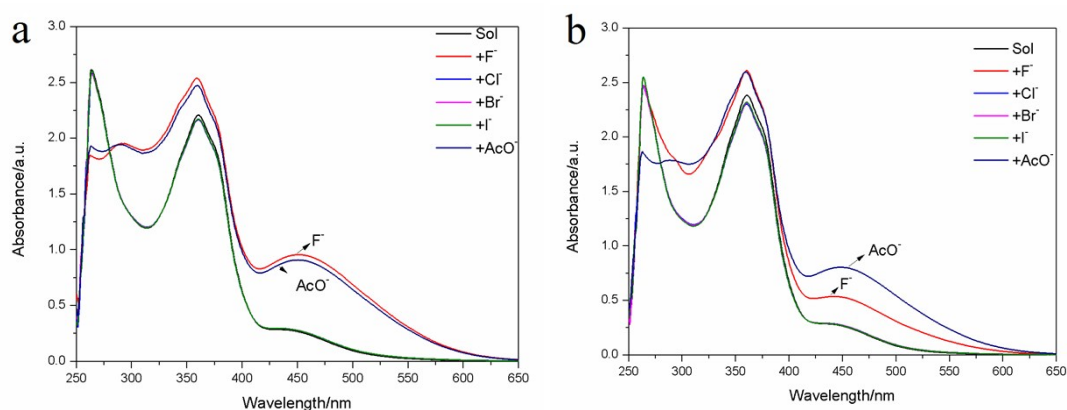 a
3.0
2.5
2.0
1.5
1.0
0.5
0.0
Absorbance/a.u.
Sol
+F⁻
+Cl⁻
+Br⁻
+I⁻
+AcO⁻
F⁻
AcO⁻
250 300 350 400 450 500 550 600 650
Wavelength/nm
b
3.0
2.5
2.0
1.5
1.0
0.5
0.0
Absorbance/a.u.
Sol
+F⁻
+Cl⁻
+Br⁻
+I⁻
+AcO⁻
AcO⁻
F⁻
250 300 350 400 450 500 550 600 650
Wavelength/nm